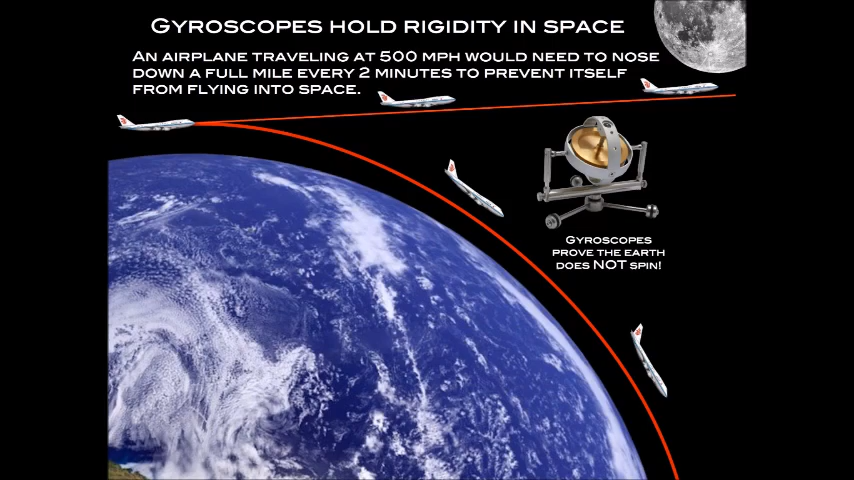 Gyroscopes hold rigidity in space
An airplane traveling at 500 mph would need to nose
down a full mile every 2 minutes to prevent itself
from flying into space.
Gyroscopes
prove the earth
does NOT spin!